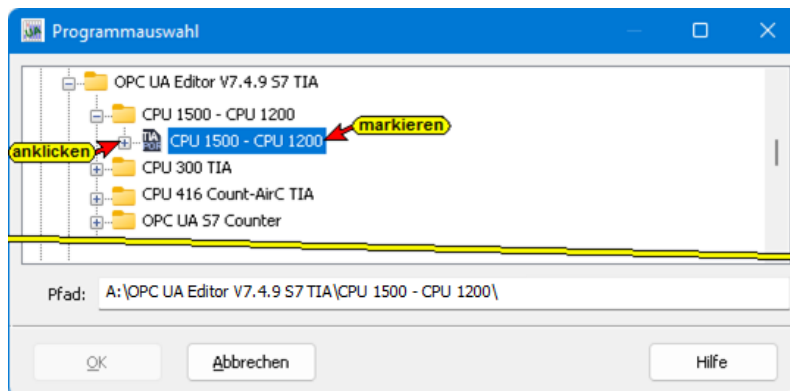 Programmauswahl
OPC UA Editor V7.4.9 S7 TIA
CPU 1500 - CPU 1200
markieren
anklicken
CPU 1500 - CPU 1200
CPU 300 TIA
CPU 416 Count-AirC TIA
OPC UA S7 Counter
Pfad: A:\OPC UA Editor V7.4.9 S7 TIA\CPU 1500 - CPU 1200\
OK Abbrechen Hilfe